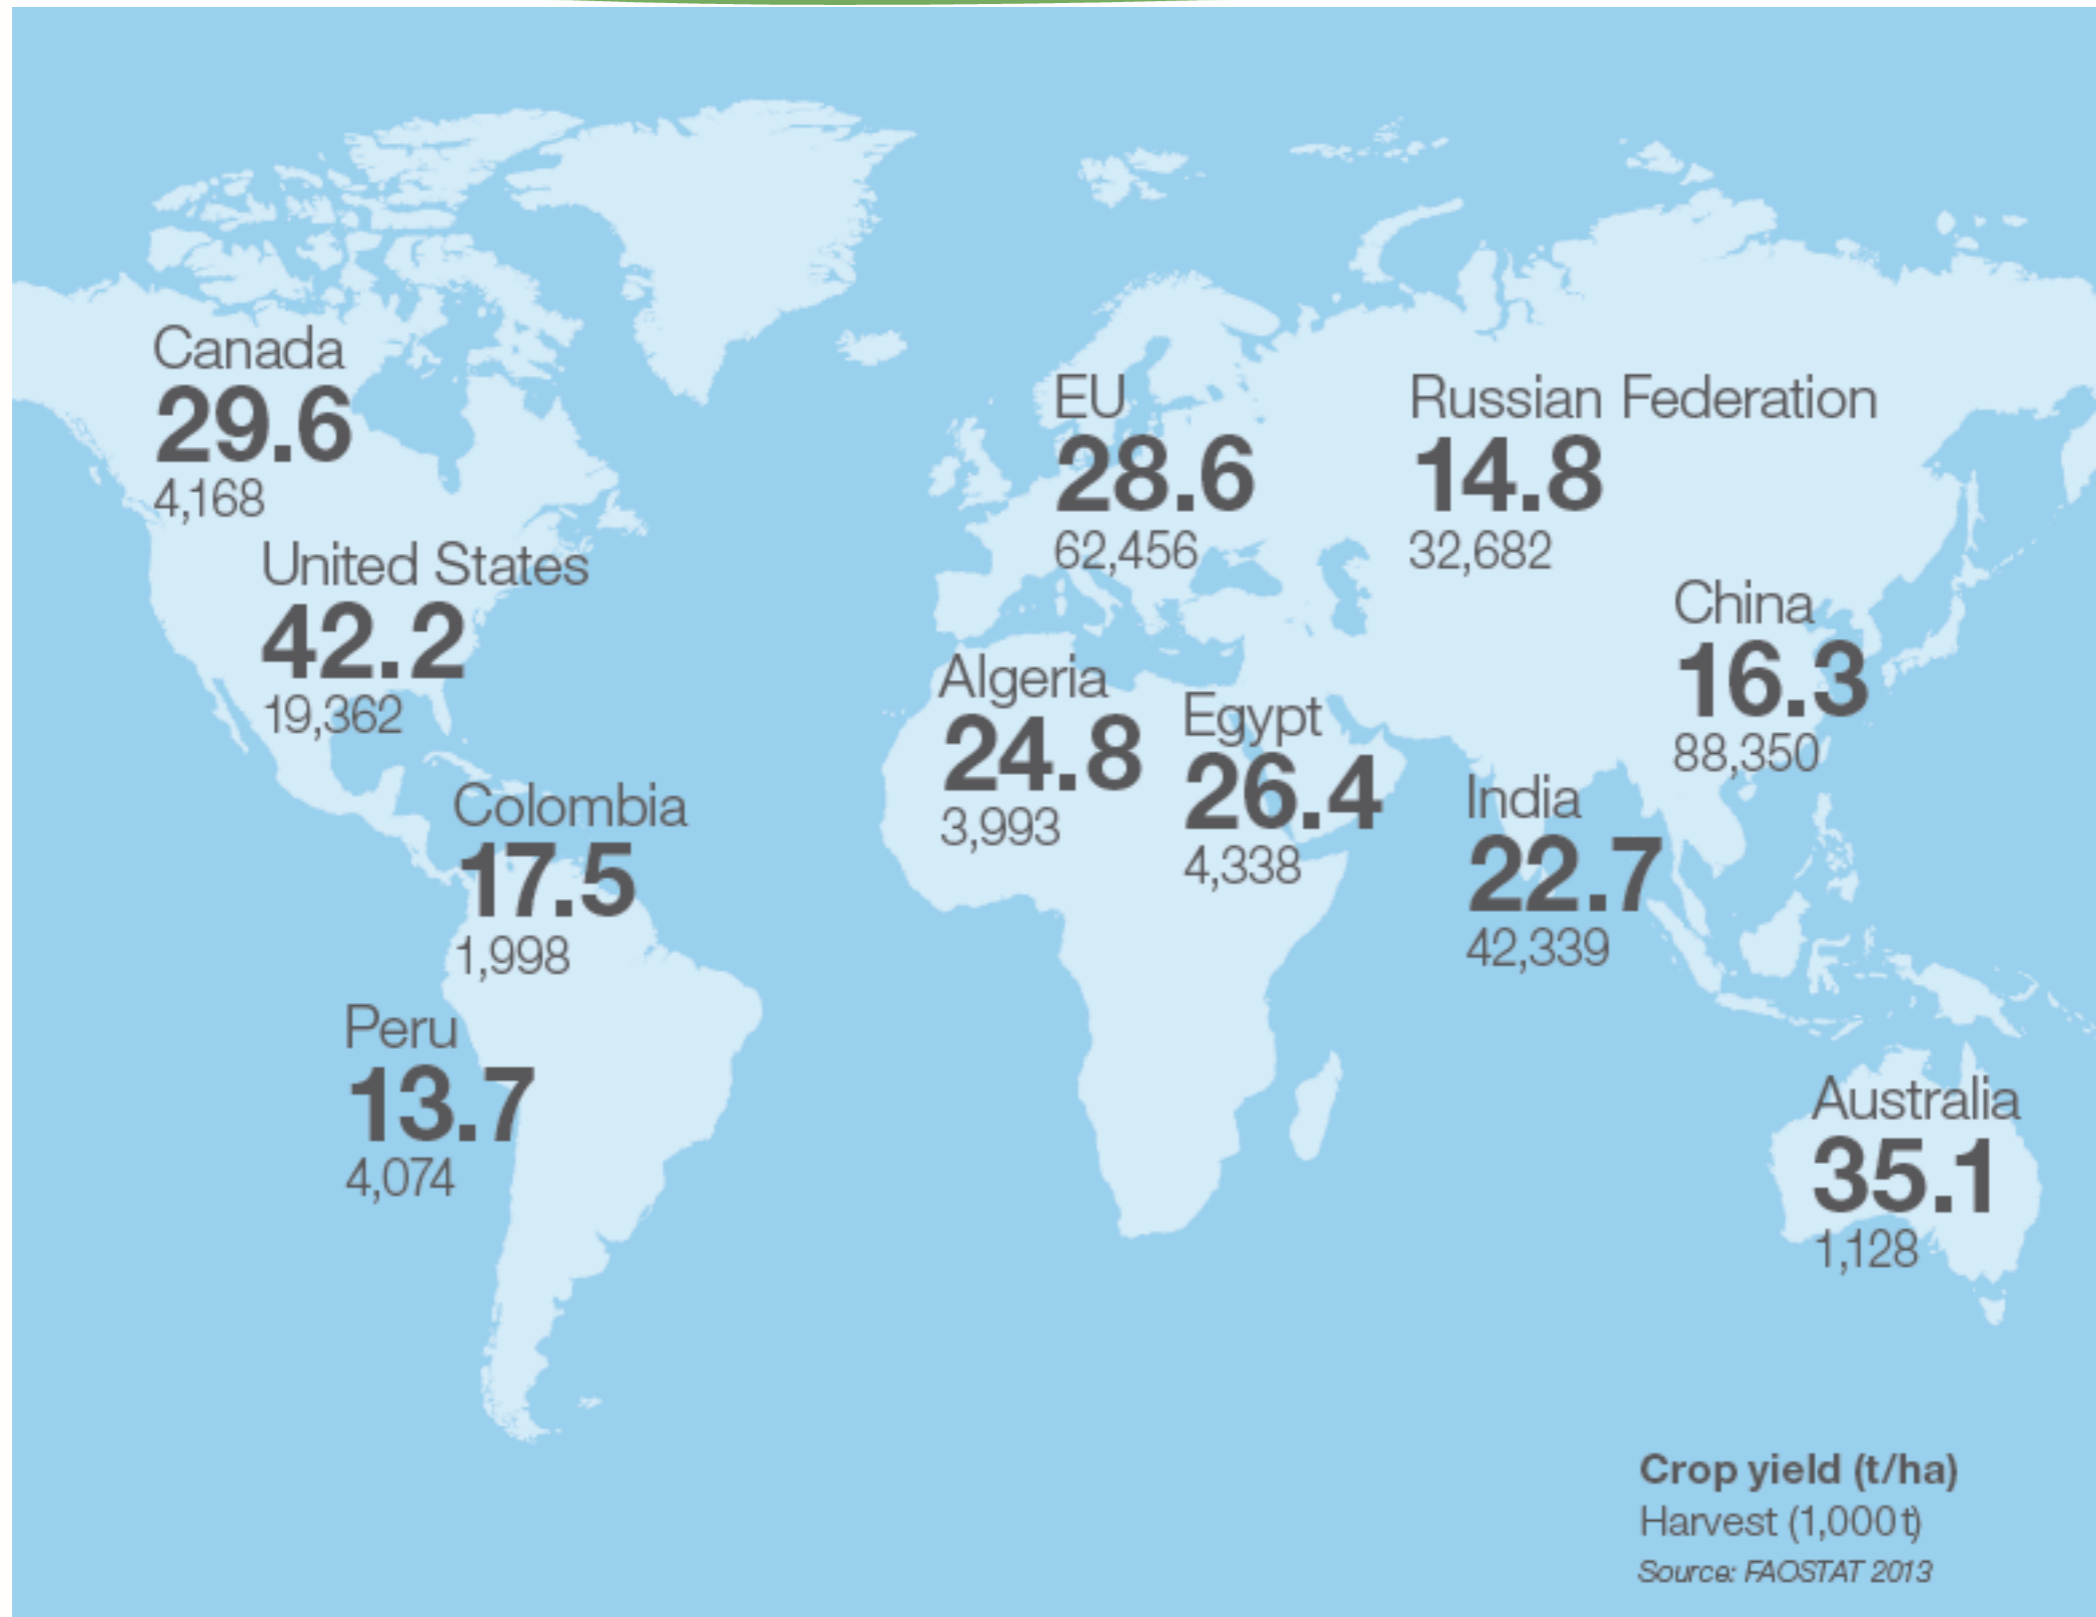 Canada
29.6
4,168
United States
42.2
19,362
Colombia
17.5
1,998
Peru
13.7
4,074
EU
28.6
62,456
Russian Federation
14.8
32,682
Algeria
24.8
3,993
Egypt
26.4
4,338
China
16.3
88,350
India
22.7
42,339
Australia
35.1
1,128
Crop yield (t/ha)
Harvest (1,000 t)
Source: FAOSTAT 2013